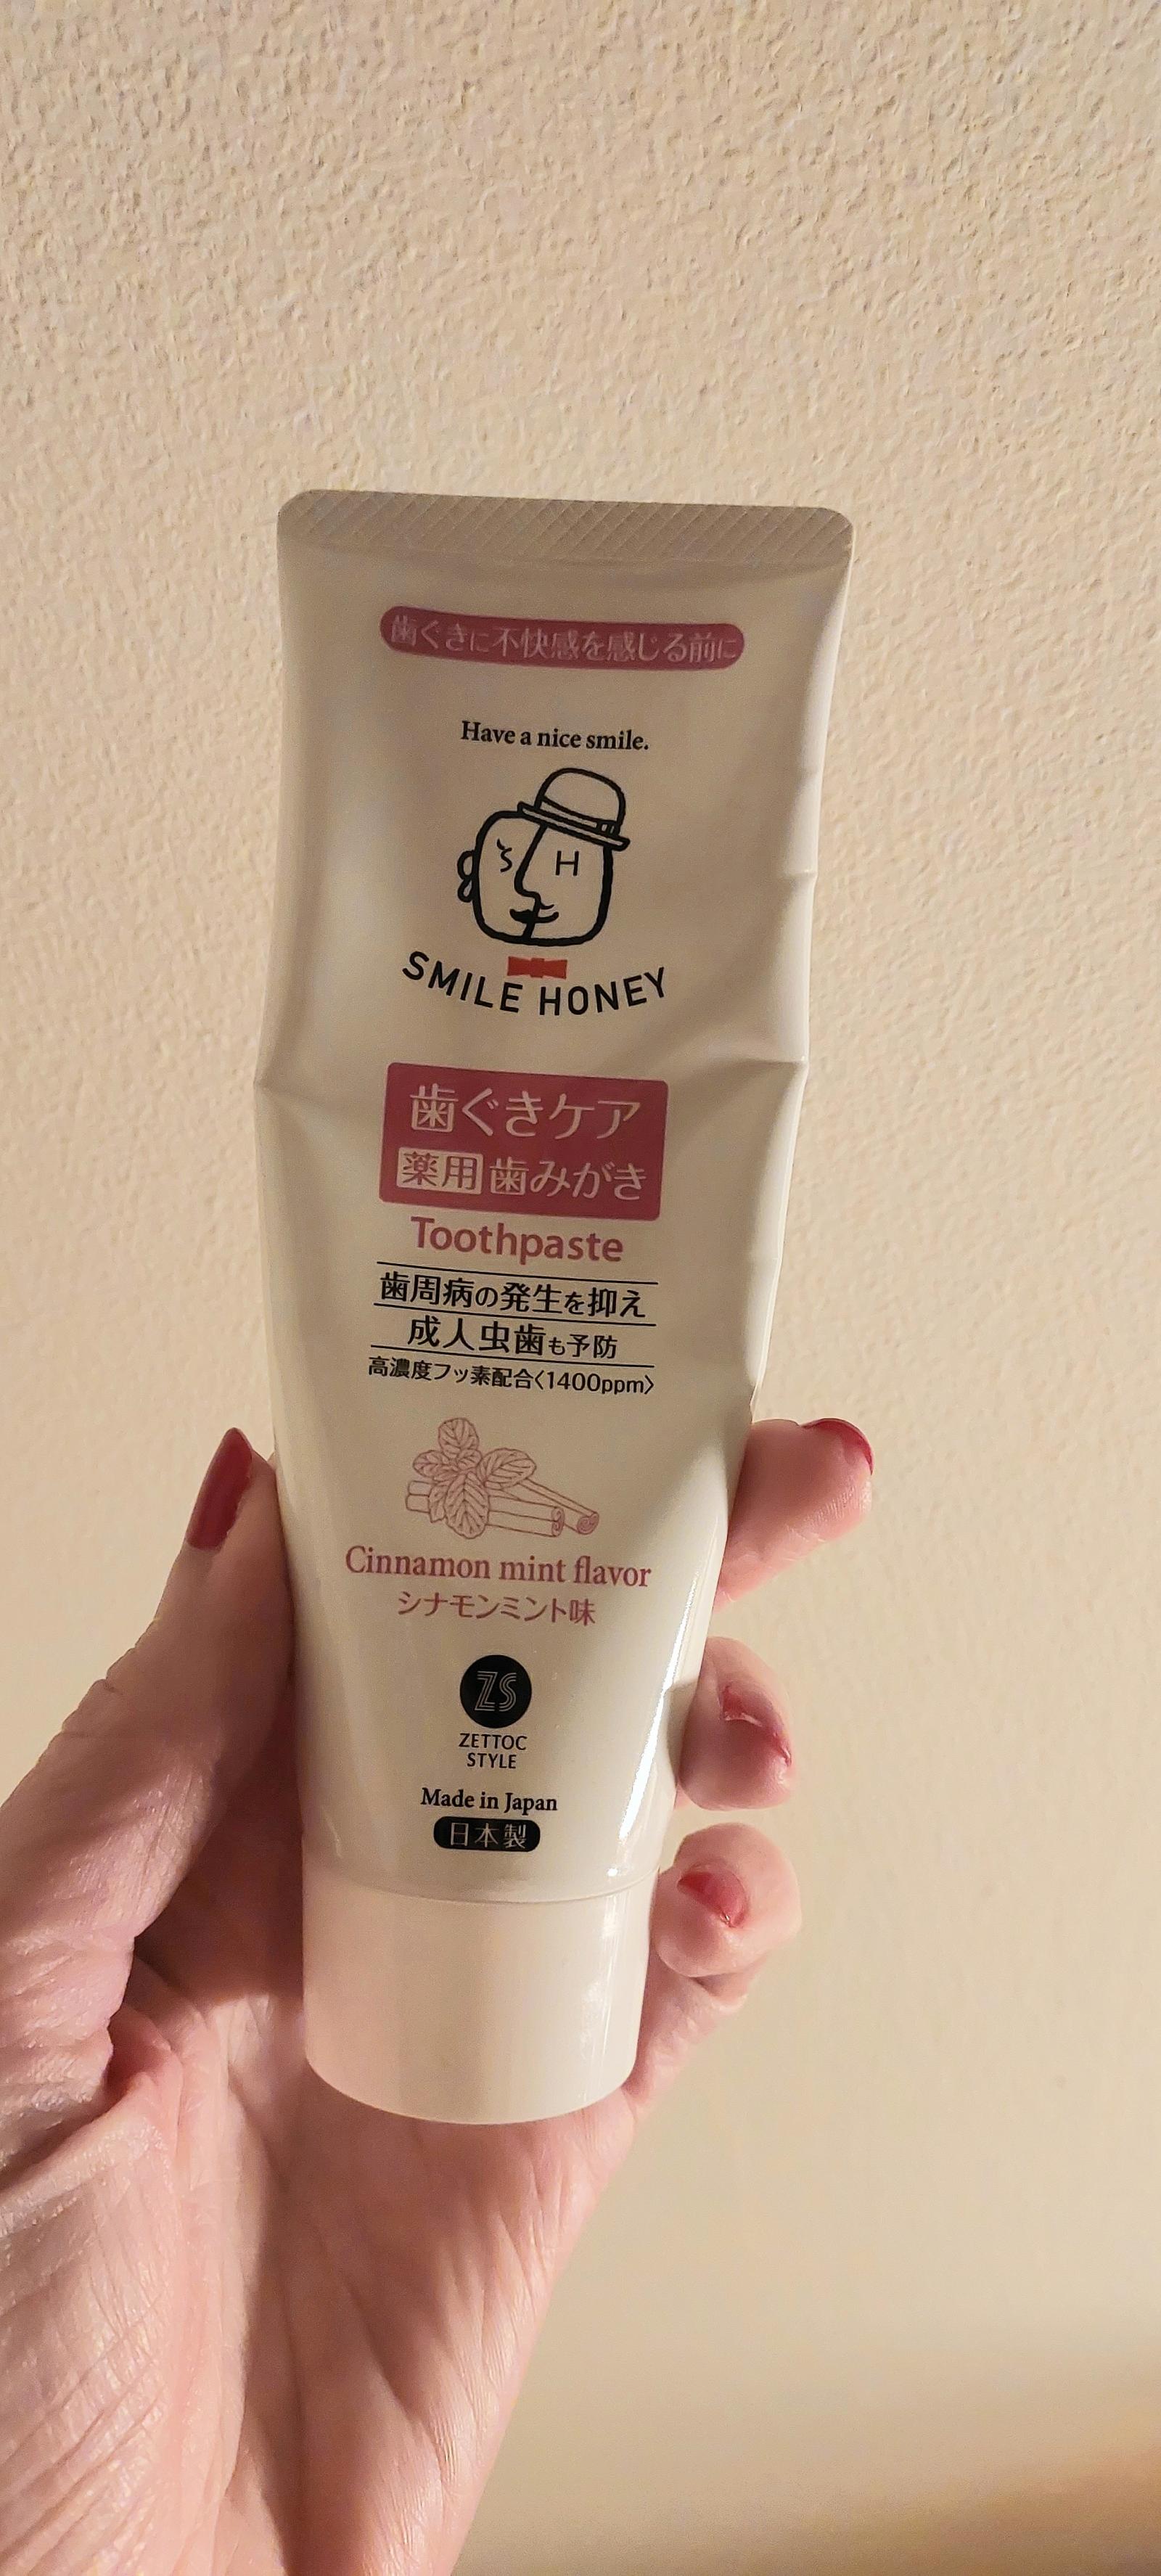 歯ぐきに不快感を感じる前に
Have a nice smile.
S H
SMILE HONEY
歯ぐきケア
薬用 歯みがき
Toothpaste
歯周病の発生を抑え
成人虫歯も予防
高濃度フッ素配合〈1400ppm〉
Cinnamon mint flavor
シナモンミント味
ZS
ZETTOC
STYLE
Made in Japan
日本製